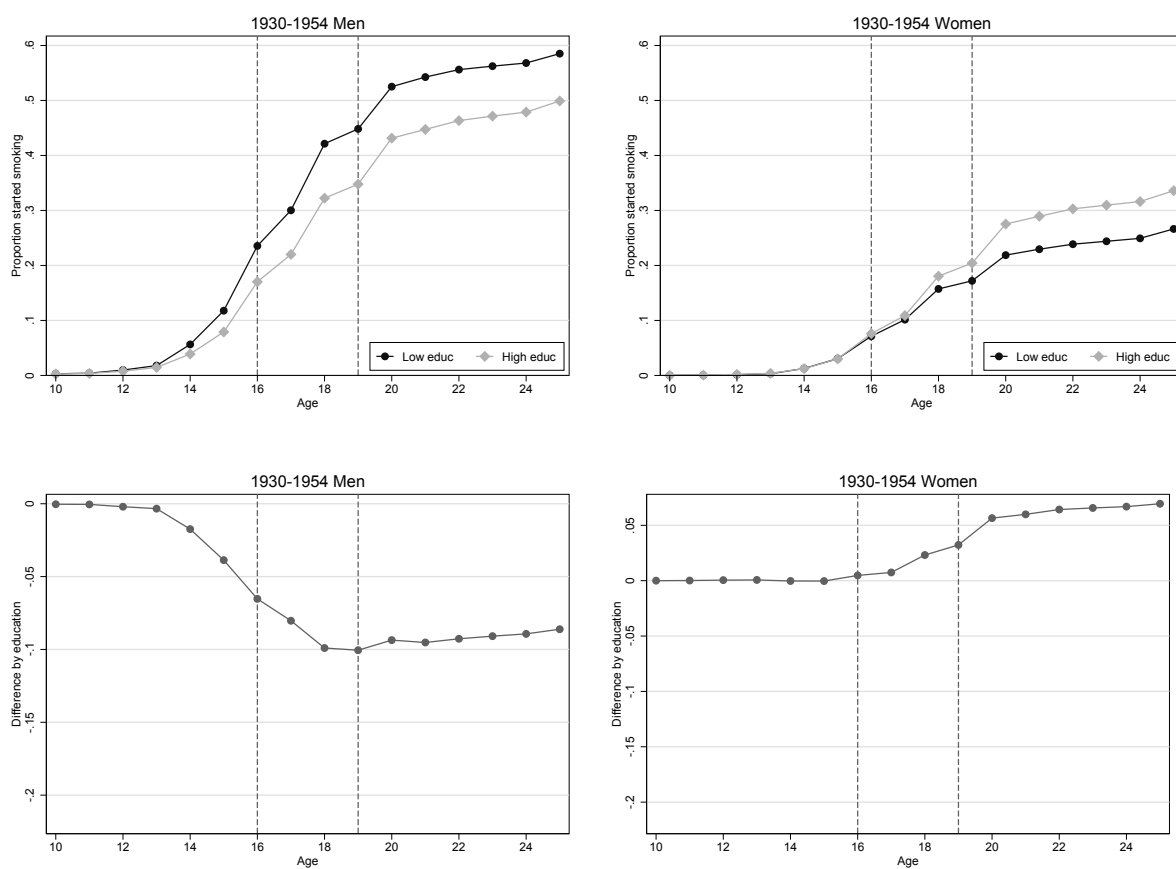 1930-1954 Men
Proportion started smoking
0 .1 .2 .3 .4 .5 .6
10 12 14 16 18 20 22 24
Age
Low educ High educ
1930-1954 Women
Proportion started smoking
0 .1 .2 .3 .4 .5 .6
10 12 14 16 18 20 22 24
Age
Low educ High educ
1930-1954 Men
Difference by education
-.2 -.15 -.1 -.05 0
10 12 14 16 18 20 22 24
Age
1930-1954 Women
Difference by education
-.2 -.15 -.1 -.05 0 .05
10 12 14 16 18 20 22 24
Age